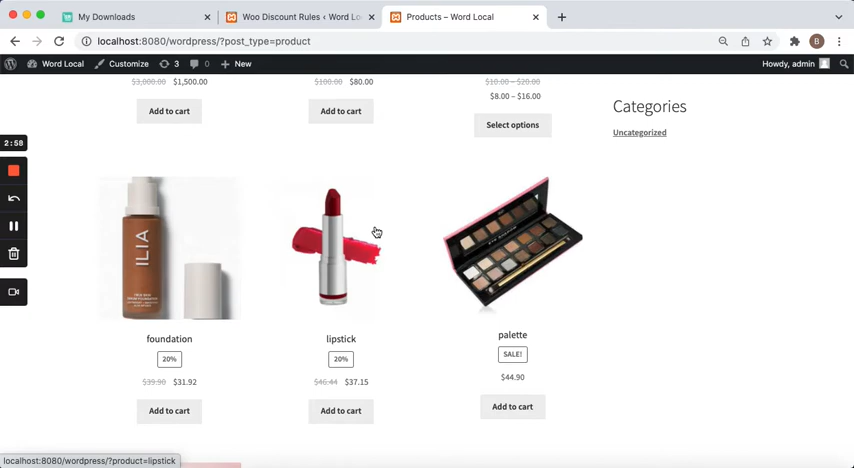 My Downloads
Woo Discount Rules ‹ Word Lo
Products – Word Local
localhost:8080/wordpress/?post_type=product
B
Word Local
Customize
3
0
New
Howdy, admin
$3,000.00 $1,500.00
$100.00 $80.00
$10.00 – $20.00
$8.00 – $16.00
Add to cart
Add to cart
Select options
Categories
Uncategorized
2:58
ILIA
foundation
lipstick
palette
20%
20%
SALE!
$39.90 $31.92
$46.44 $37.15
$44.90
Add to cart
Add to cart
Add to cart
localhost:8080/wordpress/?product=lipstick